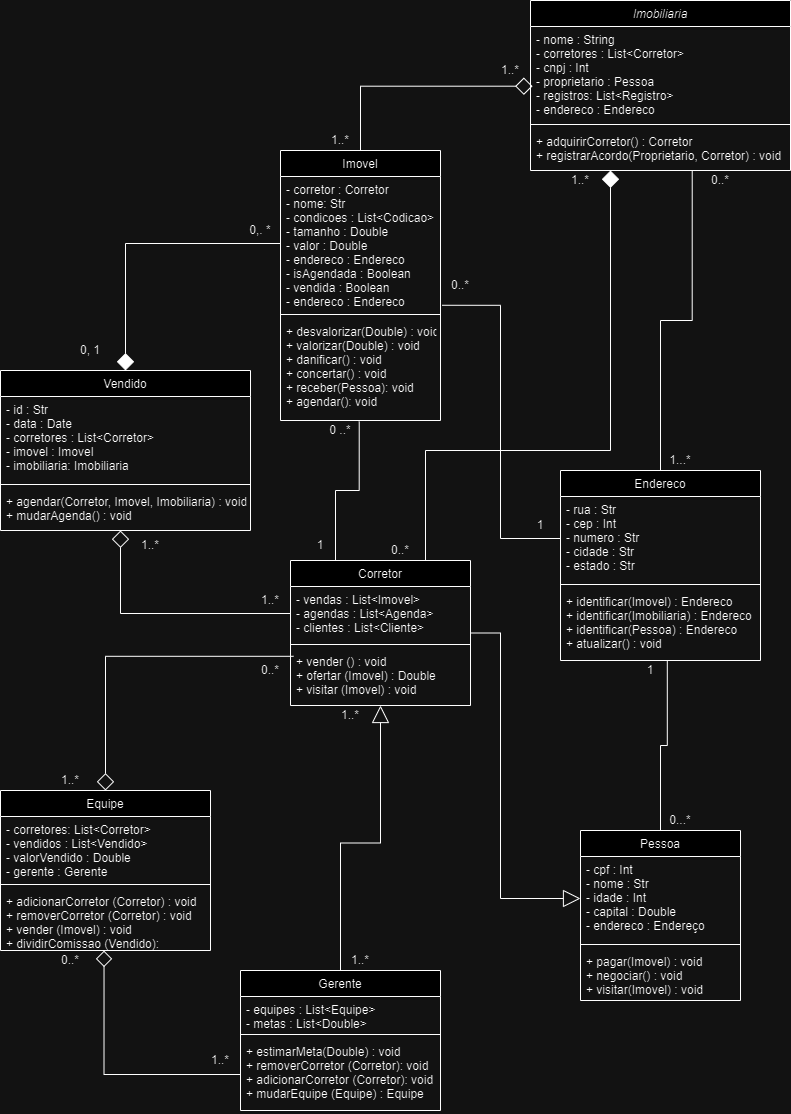 Imobiliaria
- nome : String
- corretores : List<Corretor>
- cnpj : Int
- proprietario : Pessoa
- registros: List<Registro>
- endereco : Endereco
+ adquirirCorretor() : Corretor
+ registrarAcordo(Proprietario, Corretor) : void
1..*
1..*
1..*
0..*
Imovel
- corretor : Corretor
- nome: Str
- condicoes : List<Codicao>
- tamanho : Double
- valor : Double
- endereco : Endereco
- isAgendada : Boolean
- vendida : Boolean
- endereco : Endereco
+ desvalorizar(Double) : void
+ valorizar(Double) : void
+ danificar() : void
+ concertar() : void
+ receber(Pessoa): void
+ agendar(): void
0,. *
0..*
0, 1
0 ..*
Vendido
- id : Str
- data : Date
- corretores : List<Corretor>
- imovel : Imovel
- imobiliaria: Imobiliaria
+ agendar(Corretor, Imovel, Imobiliaria) : void
+ mudarAgenda() : void
1..*
1..*
1
0..*
1
1...*
Endereco
- rua : Str
- cep : Int
- numero : Str
- cidade : Str
- estado : Str
+ identificar(Imovel) : Endereco
+ identificar(Imobiliaria) : Endereco
+ identificar(Pessoa) : Endereco
+ atualizar() : void
1
0...*
Corretor
- vendas : List<Imovel>
- agendas : List<Agenda>
- clientes : List<Cliente>
+ vender () : void
+ ofertar (Imovel) : Double
+ visitar (Imovel) : void
0..*
1..*
1..*
Equipe
- corretores: List<Corretor>
- vendidos : List<Vendido>
- valorVendido : Double
- gerente : Gerente
+ adicionarCorretor (Corretor) : void
+ removerCorretor (Corretor) : void
+ vender (Imovel) : void
+ dividirComissao (Vendido):
0..*
1..*
1..*
Pessoa
- cpf : Int
- nome : Str
- idade : Int
- capital : Double
- endereco : Endereço
+ pagar(Imovel) : void
+ negociar() : void
+ visitar(Imovel) : void
Gerente
- equipes : List<Equipe>
- metas : List<Double>
+ estimarMeta(Double) : void
+ removerCorretor (Corretor): void
+ adicionarCorretor (Corretor): void
+ mudarEquipe (Equipe) : Equipe